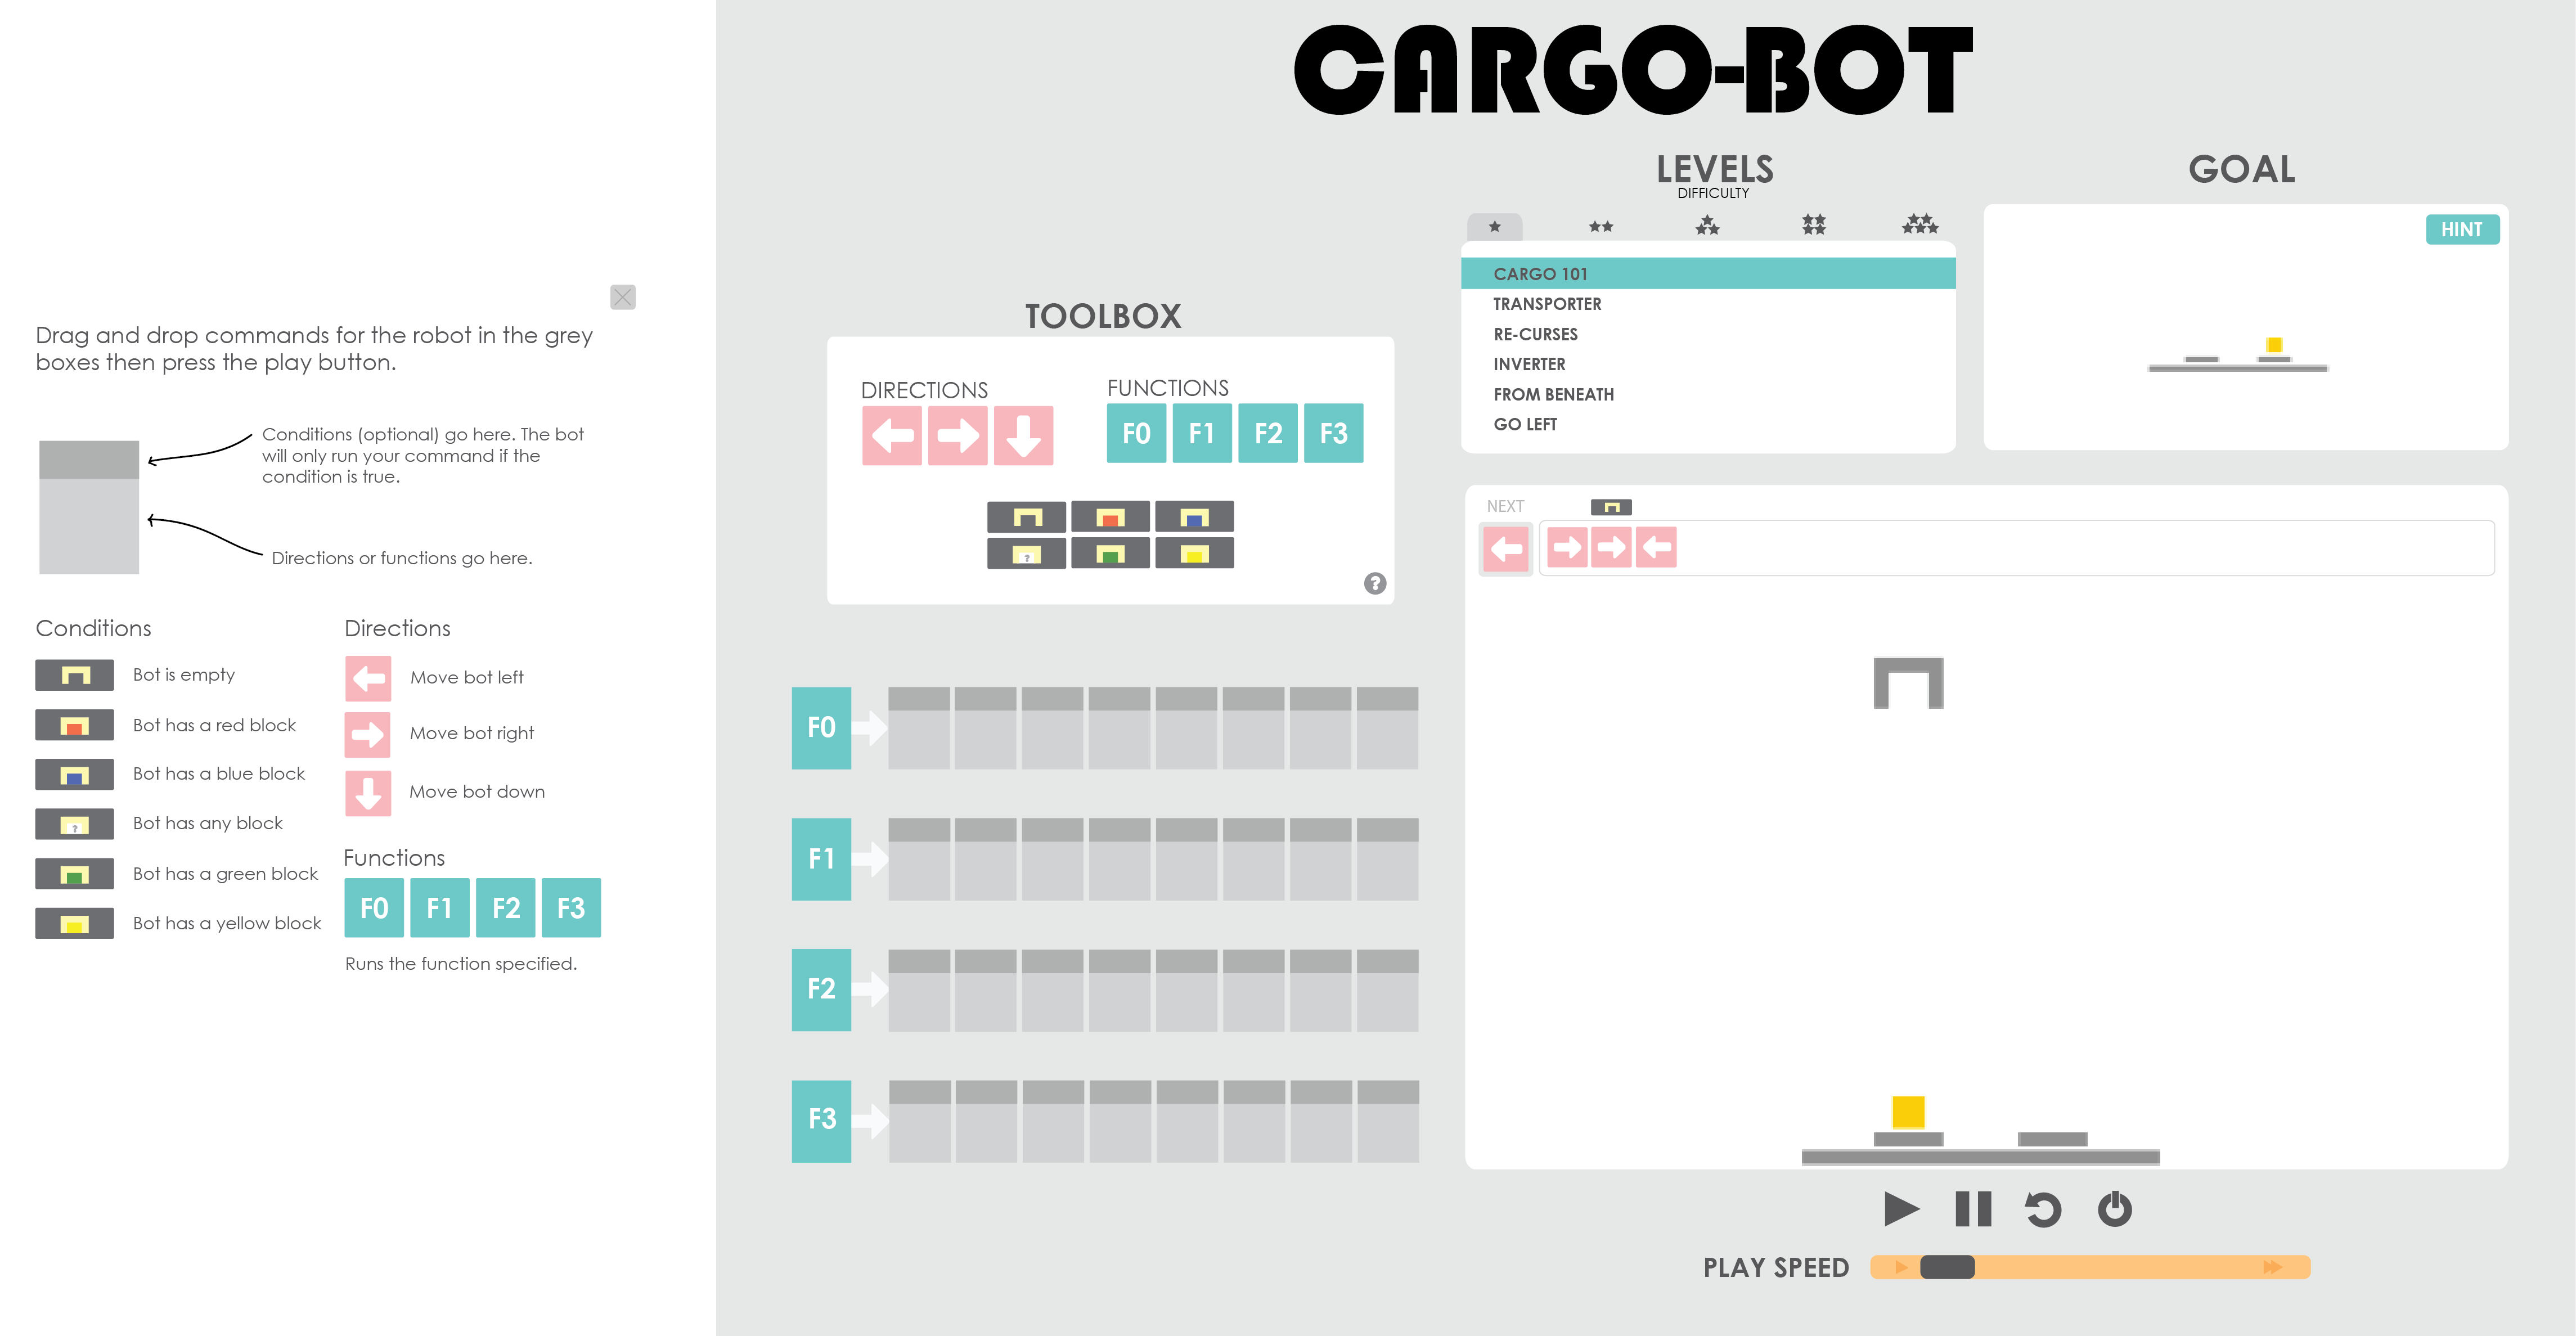 CARGO-BOT
LEVELS
DIFFICULTY
GOAL
HINT
CARGO 101
TRANSPORTER
RE-CURSES
INVERTER
FROM BENEATH
GO LEFT
Drag and drop commands for the robot in the grey
boxes then press the play button.
Conditions (optional) go here. The bot
will only run your command if the
condition is true.
Directions or functions go here.
Conditions
Bot is empty
Bot has a red block
Bot has a blue block
?
Bot has any block
Bot has a green block
Bot has a yellow block
Directions
Move bot left
Move bot right
Move bot down
Functions
F0 F1 F2 F3
Runs the function specified.
TOOLBOX
DIRECTIONS
FUNCTIONS
F0 F1 F2 F3
?
?
F0
F1
F2
F3
NEXT
PLAY SPEED